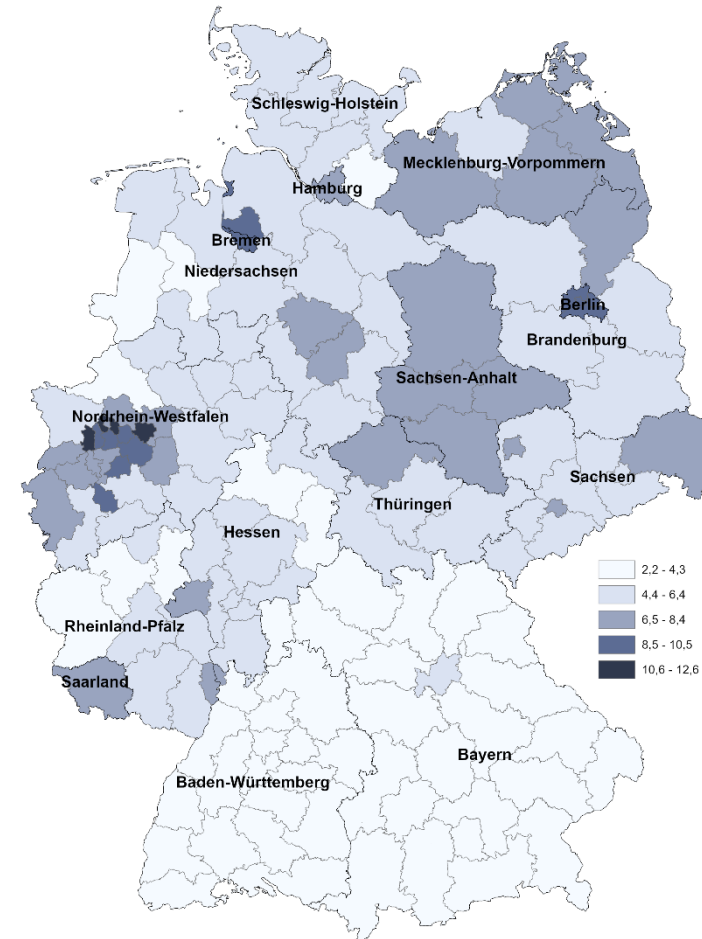 Schleswig-Holstein
Mecklenburg-Vorpommern
Hamburg
Bremen
Niedersachsen
Berlin
Brandenburg
Sachsen-Anhalt
Nordrhein-Westfalen
Sachsen
Thüringen
Hessen
2,2 - 4,3
4,4 - 6,4
6,5 - 8,4
8,5 - 10,5
10,6 - 12,6
Rheinland-Pfalz
Saarland
Bayern
Baden-Württemberg